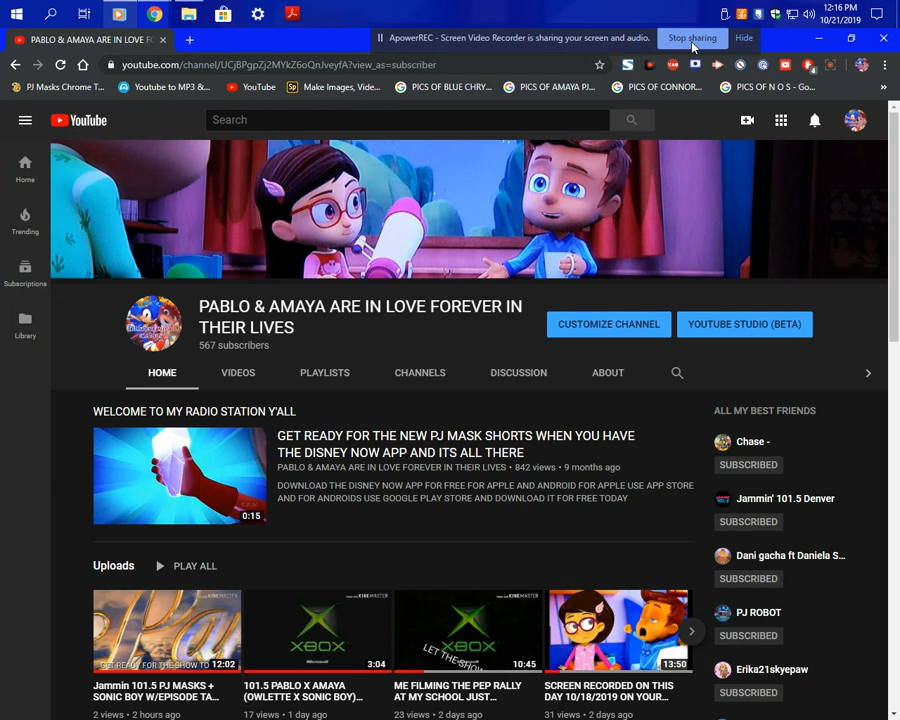 12:16 PM
10/21/2019
PABLO & AMAYA ARE IN LOVE F
ApowerREC - Screen Video Recorder is sharing your screen and audio.
Stop sharing
Hide
PJ Masks Chrome T...
Youtube to MP3 &...
YouTube
Make Images, Vide...
PICS OF BLUE CHRY...
PICS OF AMAYA PJ...
PICS OF CONNOR...
PICS OF N O S - Go...
YouTube
Search
Home
Trending
Subscriptions
Library
PABLO & AMAYA ARE IN LOVE FOREVER IN
THEIR LIVES
567 subscribers
CUSTOMIZE CHANNEL
YOUTUBE STUDIO (BETA)
HOME
VIDEOS
PLAYLISTS
CHANNELS
DISCUSSION
ABOUT
WELCOME TO MY RADIO STATION Y'ALL
GET READY FOR THE NEW PJ MASK SHORTS WHEN YOU HAVE
THE DISNEY NOW APP AND ITS ALL THERE
PABLO & AMAYA ARE IN LOVE FOREVER IN THEIR LIVES • 842 views • 9 months ago
DOWNLOAD THE DISNEY NOW APP FOR FREE FOR APPLE AND ANDROID FOR APPLE USE APP STORE
AND FOR ANDROIDS USE GOOGLE PLAY STORE AND DOWNLOAD IT FOR FREE TODAY
0:15
Uploads
PLAY ALL
GET READY FOR THE SHOW TO
12:02
XBOX
3:04
XBOX
LET THE SHOW
10:45
13:50
Jammin 101.5 PJ MASKS +
SONIC BOY W/EPISODE TA...
2 views • 2 hours ago
101.5 PABLO X AMAYA
(OWLETTE X SONIC BOY)...
17 views • 1 day ago
ME FILMING THE PEP RALLY
AT MY SCHOOL JUST...
23 views • 2 days ago
SCREEN RECORDED ON THIS
DAY 10/18/2019 ON YOUR...
31 views • 2 days ago
ALL MY BEST FRIENDS
Chase -
SUBSCRIBED
Jammin' 101.5 Denver
SUBSCRIBED
Dani gacha ft Daniela S...
SUBSCRIBED
PJ ROBOT
SUBSCRIBED
Erika21skyepaw
SUBSCRIBED